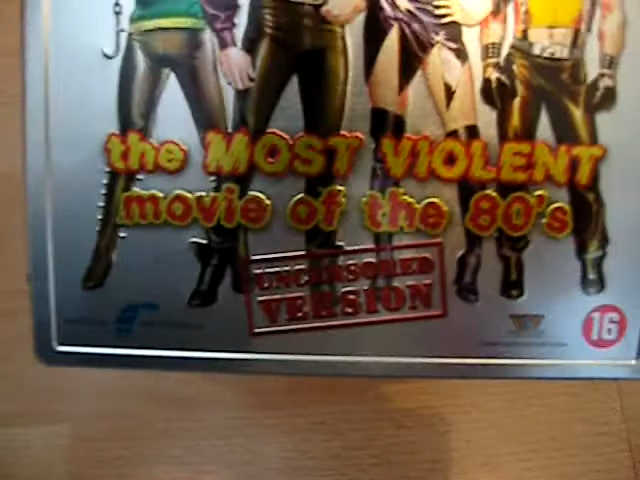 the MOST VIOLENT
movie of the 80's
UNCENSORED
VERSION
16